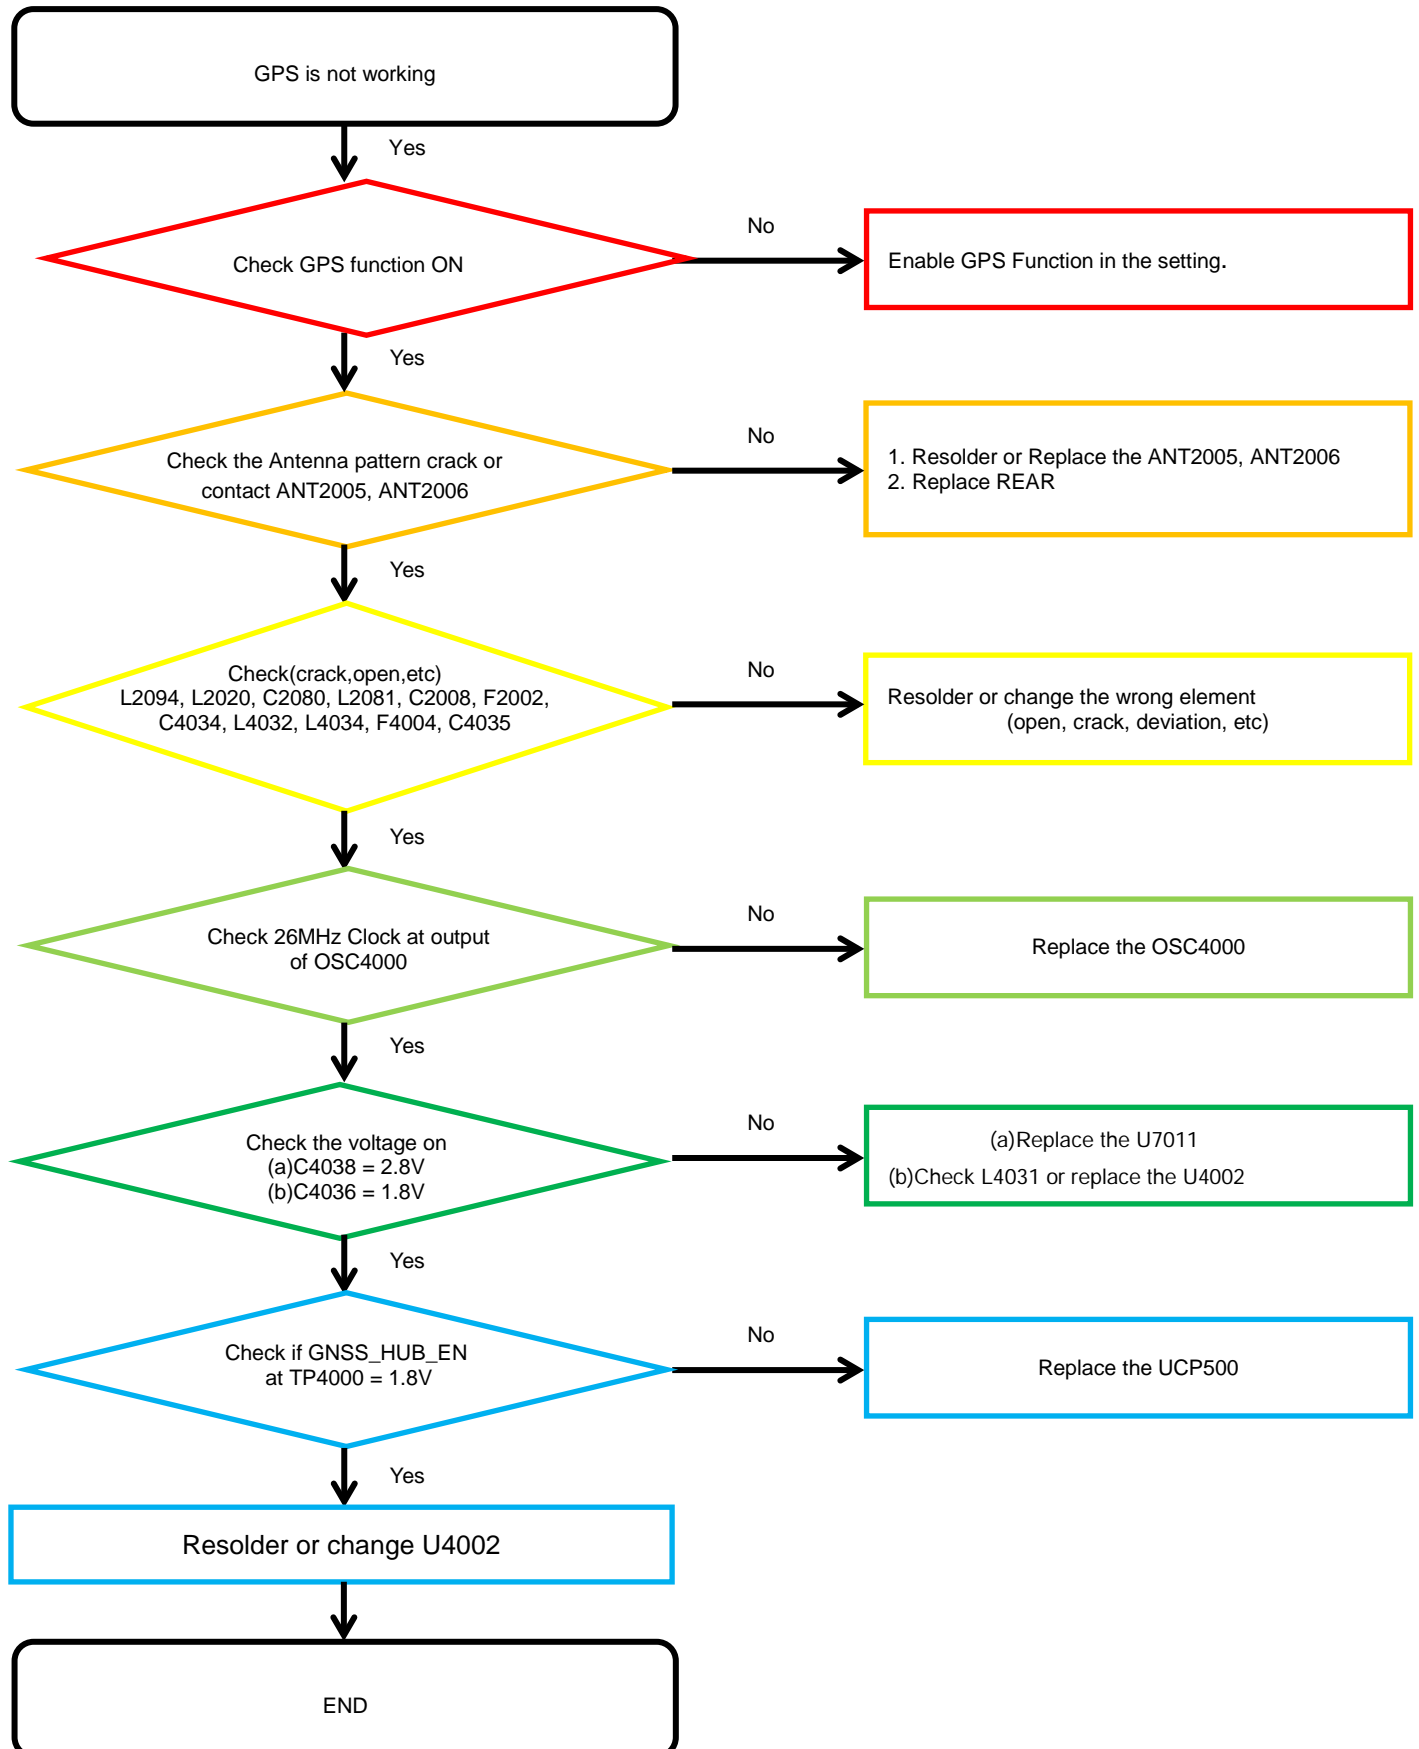 GPS is not working
Yes
Check GPS function ON
No
Enable GPS Function in the setting.
Yes
Check the Antenna pattern crack or
contact ANT2005, ANT2006
No
1. Resolder or Replace the ANT2005, ANT2006
2. Replace REAR
Yes
Check(crack,open,etc)
L2094, L2020, C2080, L2081, C2008, F2002,
C4034, L4032, L4034, F4004, C4035
No
Resolder or change the wrong element
(open, crack, deviation, etc)
Yes
Check 26MHz Clock at output
of OSC4000
No
Replace the OSC4000
Yes
Check the voltage on
(a)C4038 = 2.8V
(b)C4036 = 1.8V
No
(a)Replace the U7011
(b)Check L4031 or replace the U4002
Yes
Check if GNSS_HUB_EN
at TP4000 = 1.8V
No
Replace the UCP500
Yes
Resolder or change U4002
END